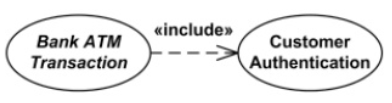 «include»
Bank ATM
Transaction
Customer
Authentication